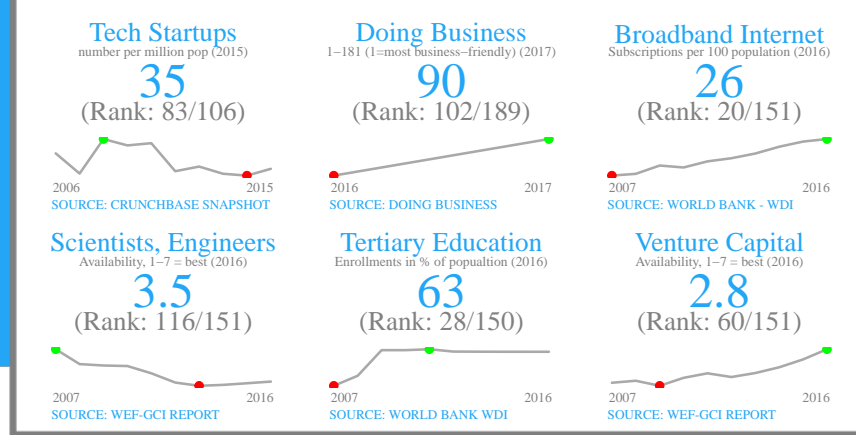 Tech Startups
number per million pop (2015)
35
(Rank: 83/106)
2006 2015
SOURCE: CRUNCHBASE SNAPSHOT
Doing Business
1−181 (1=most business−friendly) (2017)
90
(Rank: 102/189)
2016 2017
SOURCE: DOING BUSINESS
Broadband Internet
Subscriptions per 100 population (2016)
26
(Rank: 20/151)
2007 2016
SOURCE: WORLD BANK - WDI
Scientists, Engineers
Availability, 1−7 = best (2016)
3.5
(Rank: 116/151)
2007 2016
SOURCE: WEF-GCI REPORT
Tertiary Education
Enrollments in % of popualtion (2016)
63
(Rank: 28/150)
2007 2016
SOURCE: WORLD BANK WDI
Venture Capital
Availability, 1−7 = best (2016)
2.8
(Rank: 60/151)
2007 2016
SOURCE: WEF-GCI REPORT